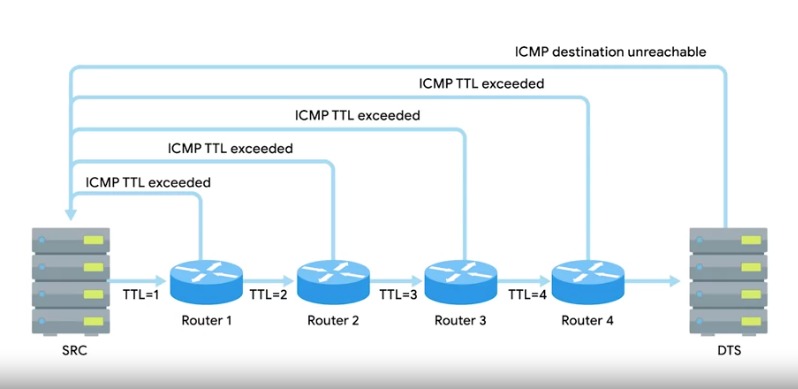 ICMP destination unreachable
ICMP TTL exceeded
ICMP TTL exceeded
ICMP TTL exceeded
ICMP TTL exceeded
TTL=1
TTL=2
TTL=3
TTL=4
Router 1
Router 2
Router 3
Router 4
SRC
DTS